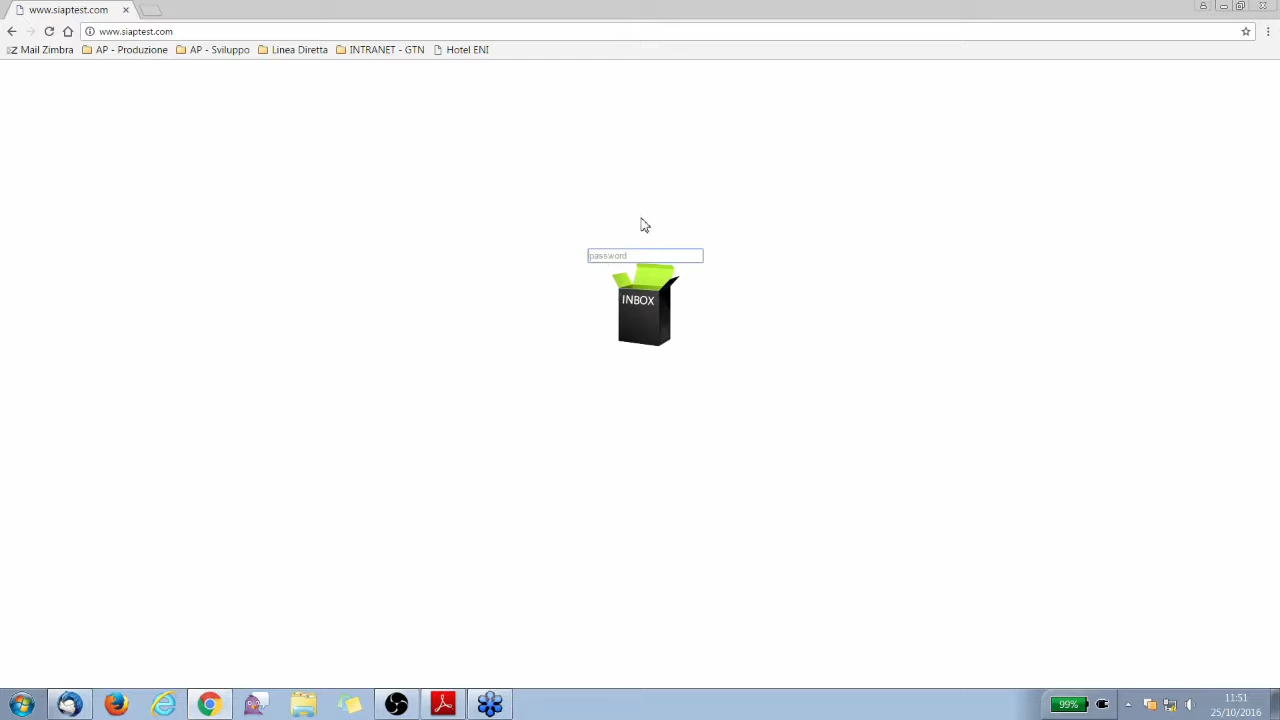 www.siaptest.com
www.siaptest.com
Mail Zimbra AP - Produzione AP - Sviluppo Linea Diretta INTRANET - GTN Hotel ENI
password
INBOX
99%
11:51
25/10/2016